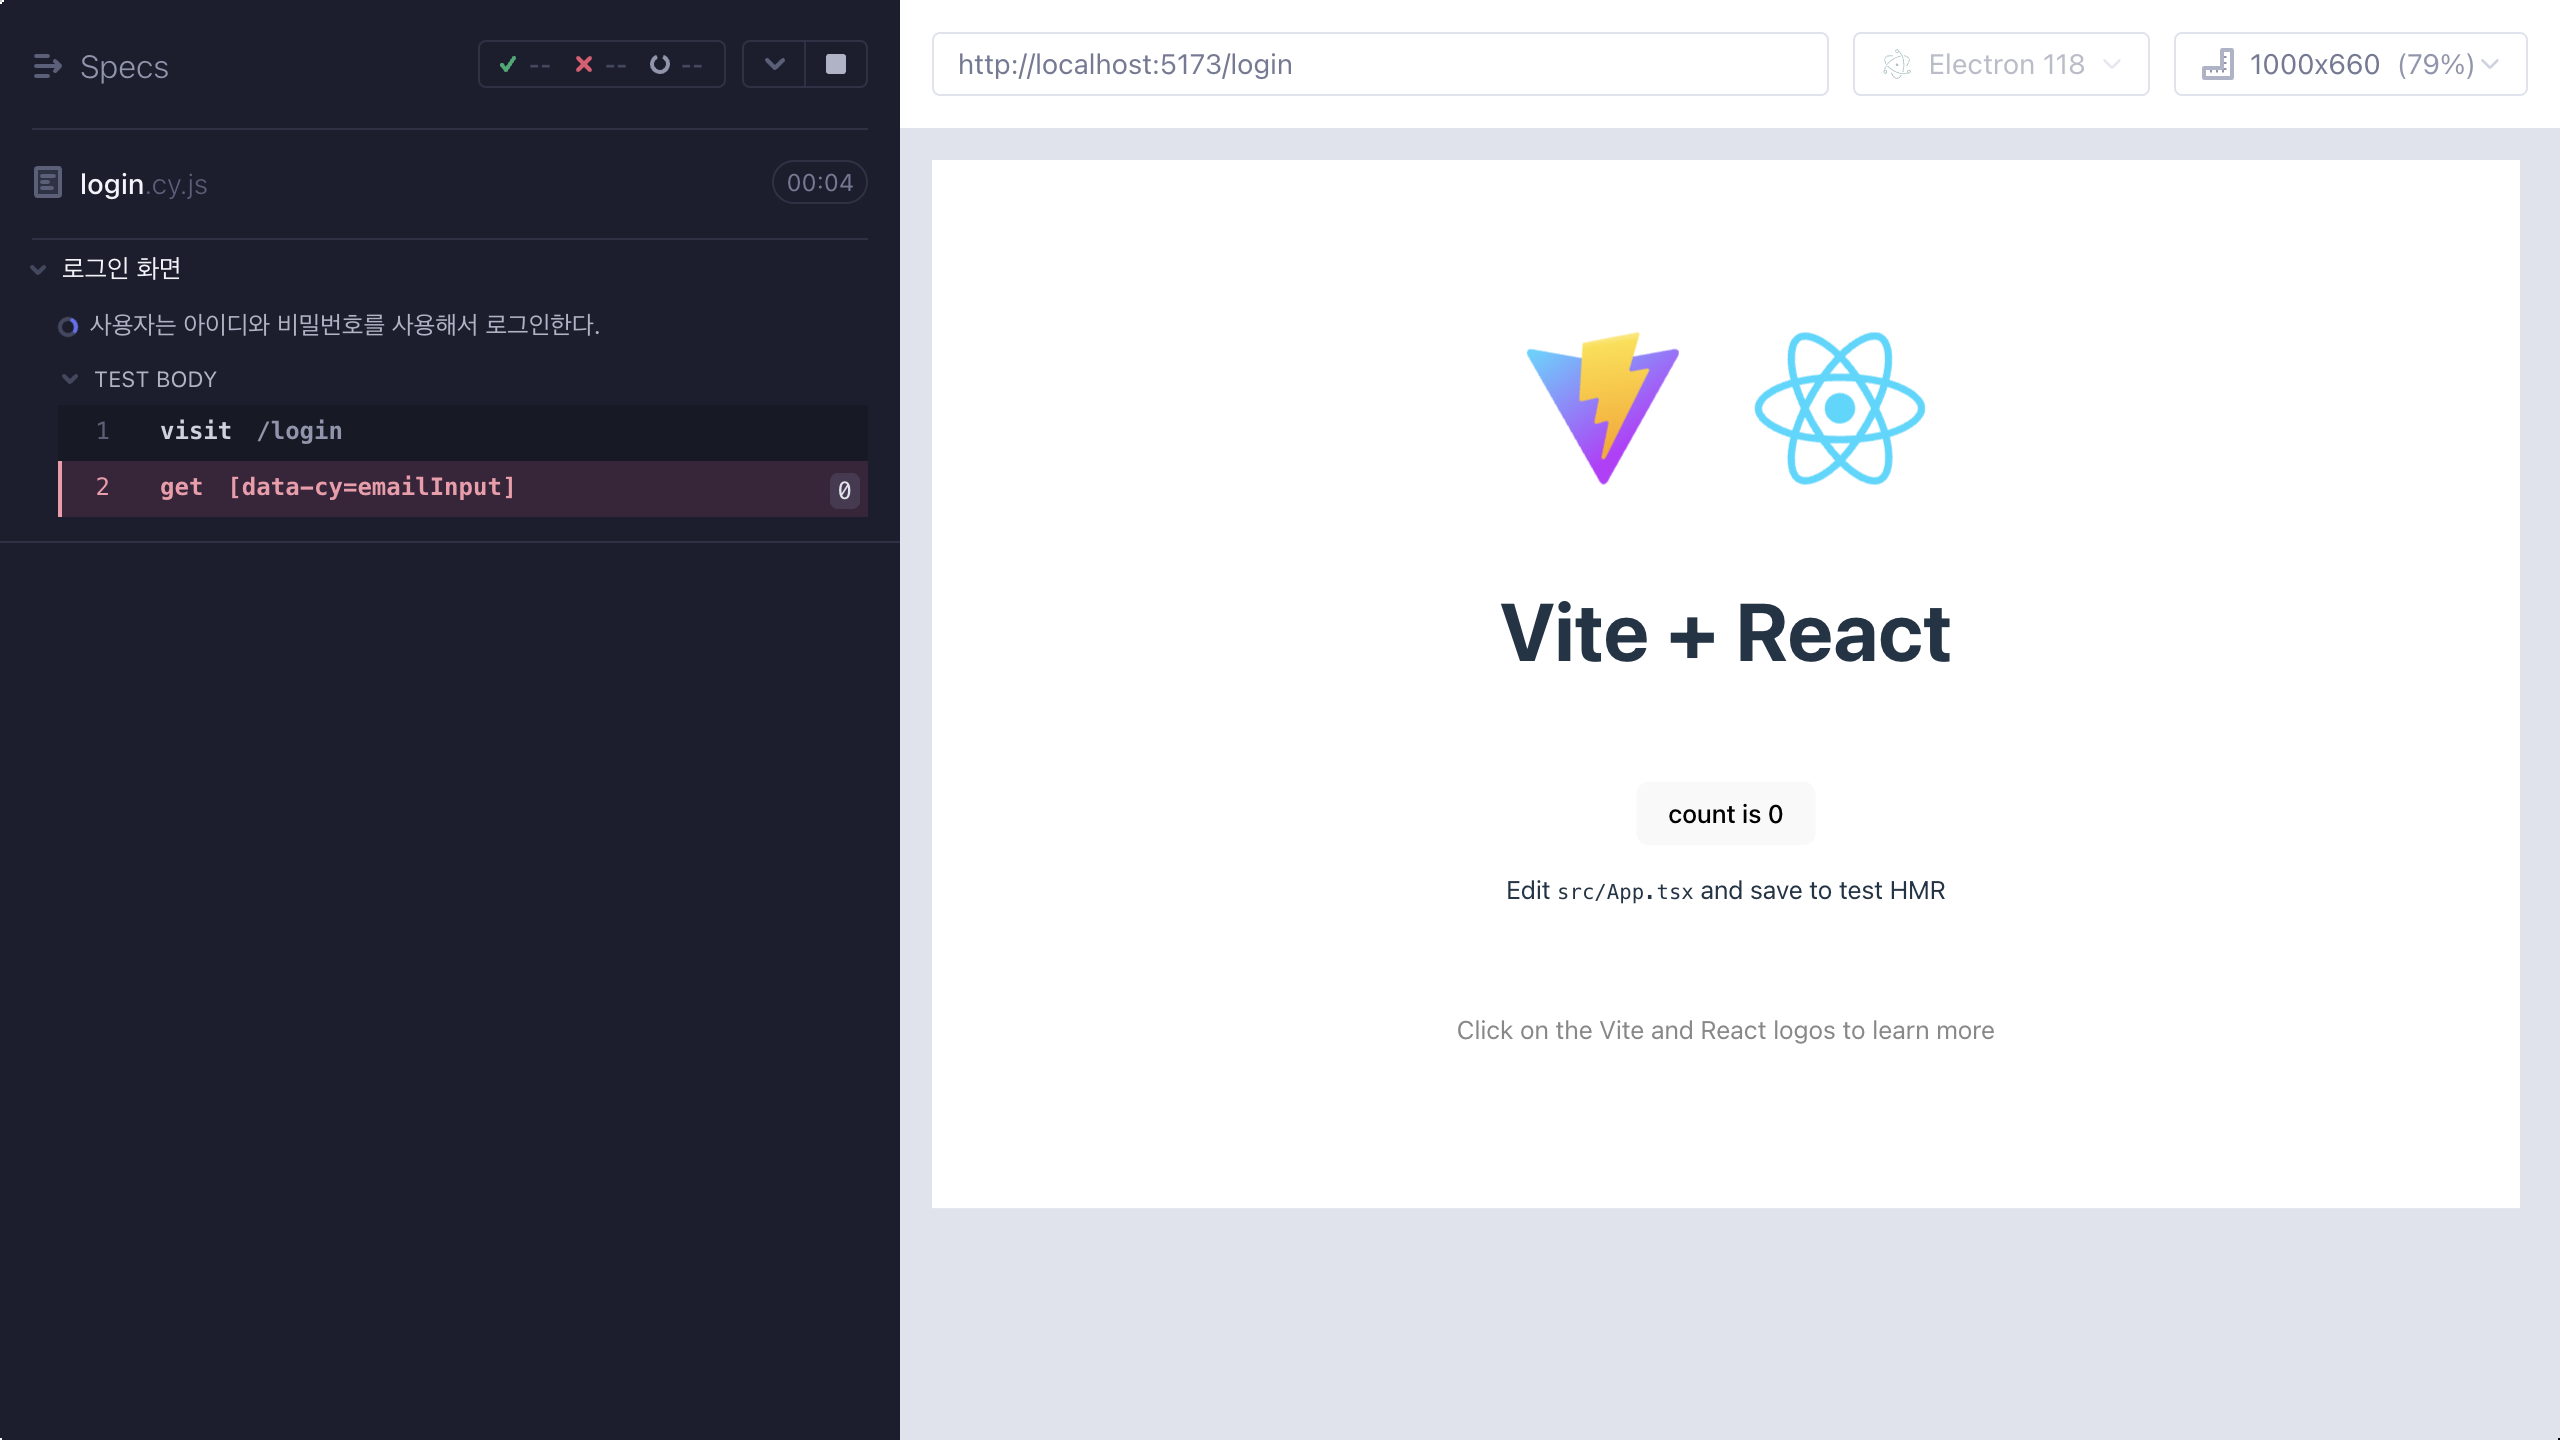 Specs
-- -- --
login.cy.js
00:04
로그인 화면
사용자는 아이디와 비밀번호를 사용해서 로그인한다.
TEST BODY
1 visit /login
2 get [data-cy=emailInput] 0
http://localhost:5173/login
Electron 118
1000x660 (79%)
Vite + React
count is 0
Edit src/App.tsx and save to test HMR
Click on the Vite and React logos to learn more